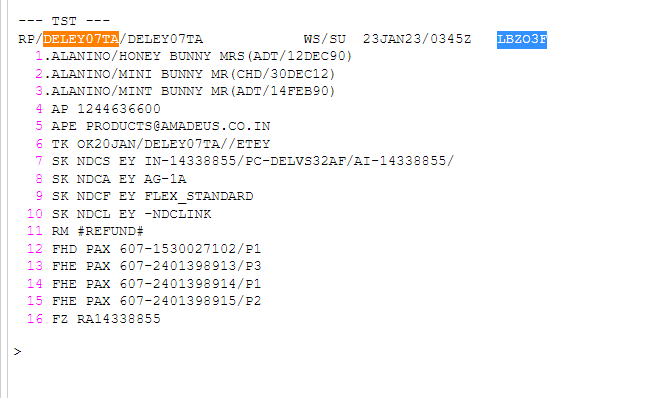 --- TST ---
RP/DELEY07TA/DELEY07TA WS/SU 23JAN23/0345Z LBZO3F
1.ALANINO/HONEY BUNNY MRS(ADT/12DEC90)
2.ALANINO/MINI BUNNY MR(CHD/30DEC12)
3.ALANINO/MINT BUNNY MR(ADT/14FEB90)
4 AP 1244636600
5 APE PRODUCTS@AMADEUS.CO.IN
6 TK OK20JAN/DELEY07TA//ETEY
7 SK NDCS EY IN-14338855/PC-DELVS32AF/AI-14338855/
8 SK NDCA EY AG-1A
9 SK NDCF EY FLEX_STANDARD
10 SK NDCL EY -NDCLINK
11 RM #REFUND#
12 FHD PAX 607-1530027102/P1
13 FHE PAX 607-2401398913/P3
14 FHE PAX 607-2401398914/P1
15 FHE PAX 607-2401398915/P2
16 FZ RA14338855
>